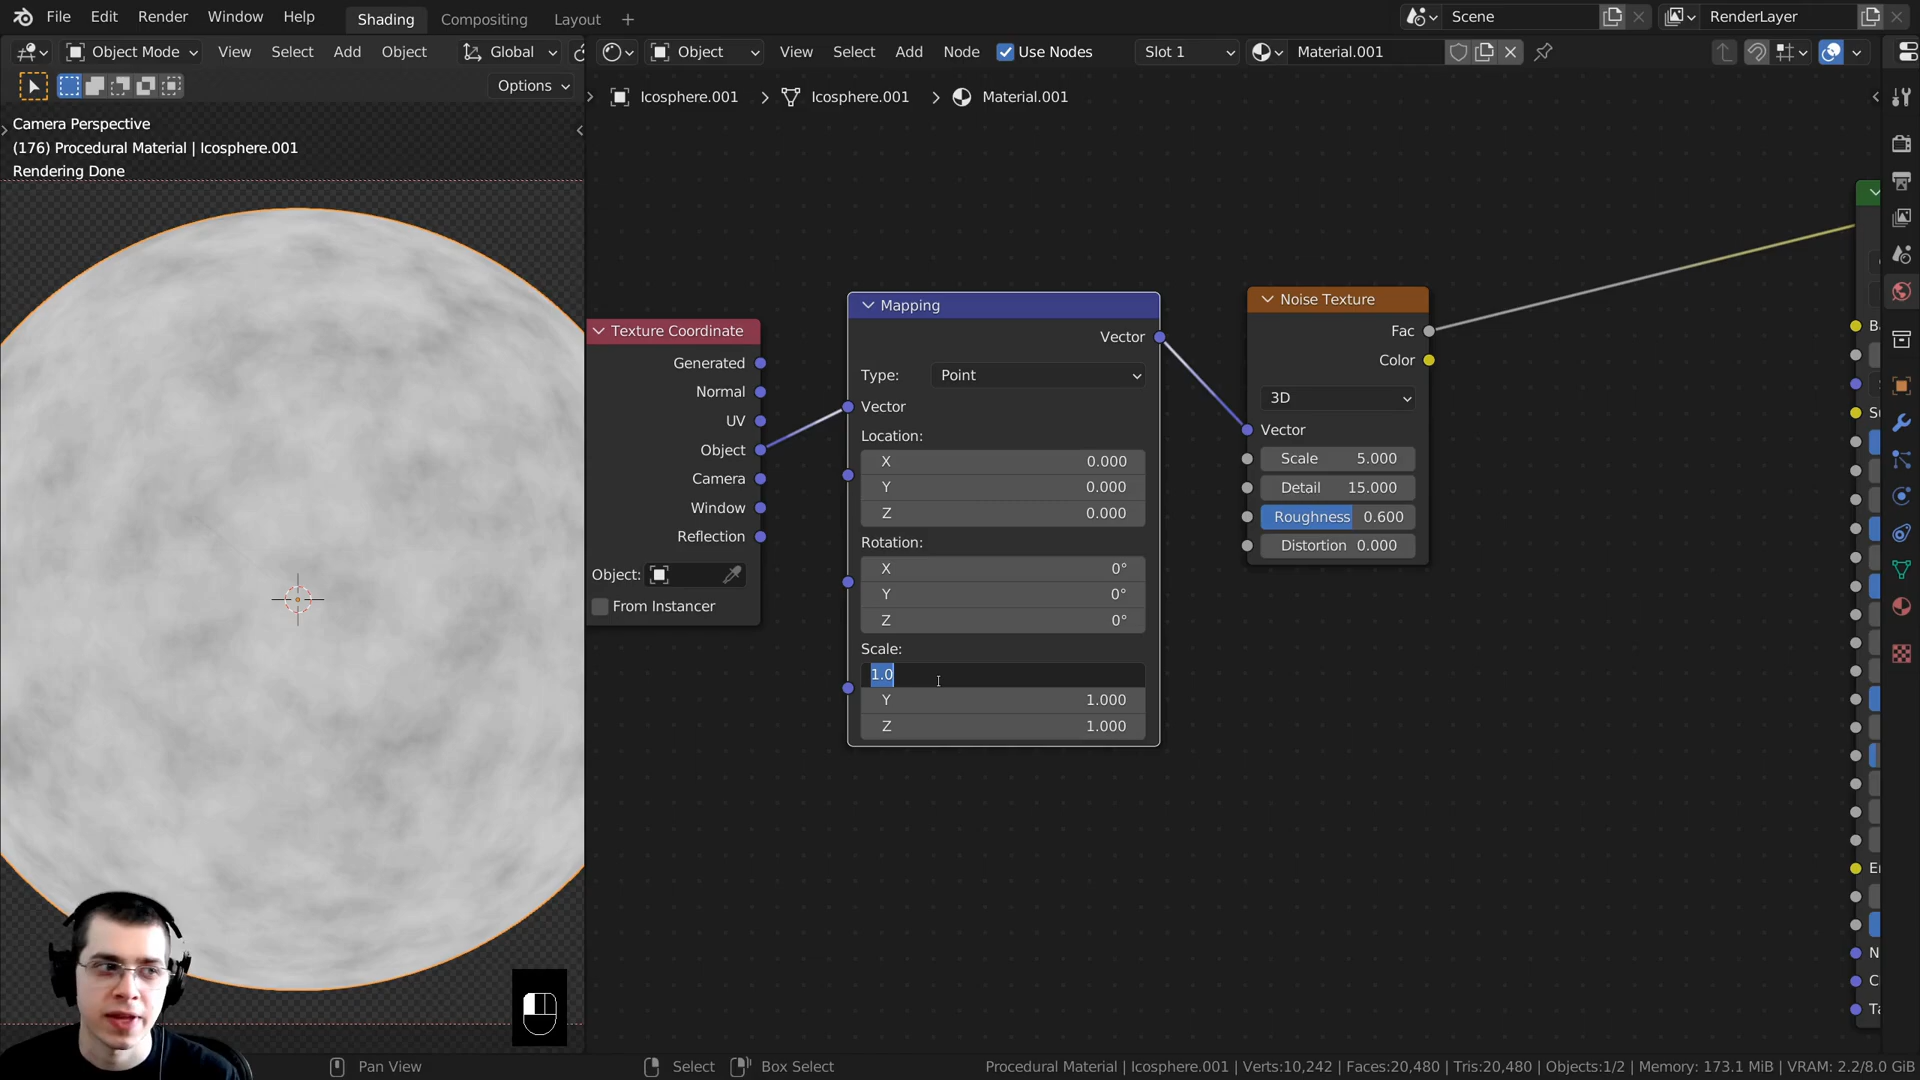 File Edit Render Window Help Shading Compositing Layout + Scene RenderLayer
Object Mode View Select Add Object Global Object View Select Add Node Use Nodes Slot 1 Material.001
Options
Icosphere.001 > Icosphere.001 > Material.001
Camera Perspective
(176) Procedural Material | Icosphere.001
Rendering Done
Texture Coordinate
Generated
Normal
UV
Object
Camera
Window
Reflection
Object:
From Instancer
Mapping
Vector
Type: Point
Vector
Location:
X 0.000
Y 0.000
Z 0.000
Rotation:
X 0°
Y 0°
Z 0°
Scale:
1.0
Y 1.000
Z 1.000
Noise Texture
Fac
Color
3D
Vector
Scale 5.000
Detail 15.000
Roughness 0.600
Distortion 0.000
Pan View Select Box Select Procedural Material | Icosphere.001 | Verts:10,242 | Faces:20,480 | Tris:20,480 | Objects:1/2 | Memory: 173.1 MiB | VRAM: 2.2/8.0 GiB